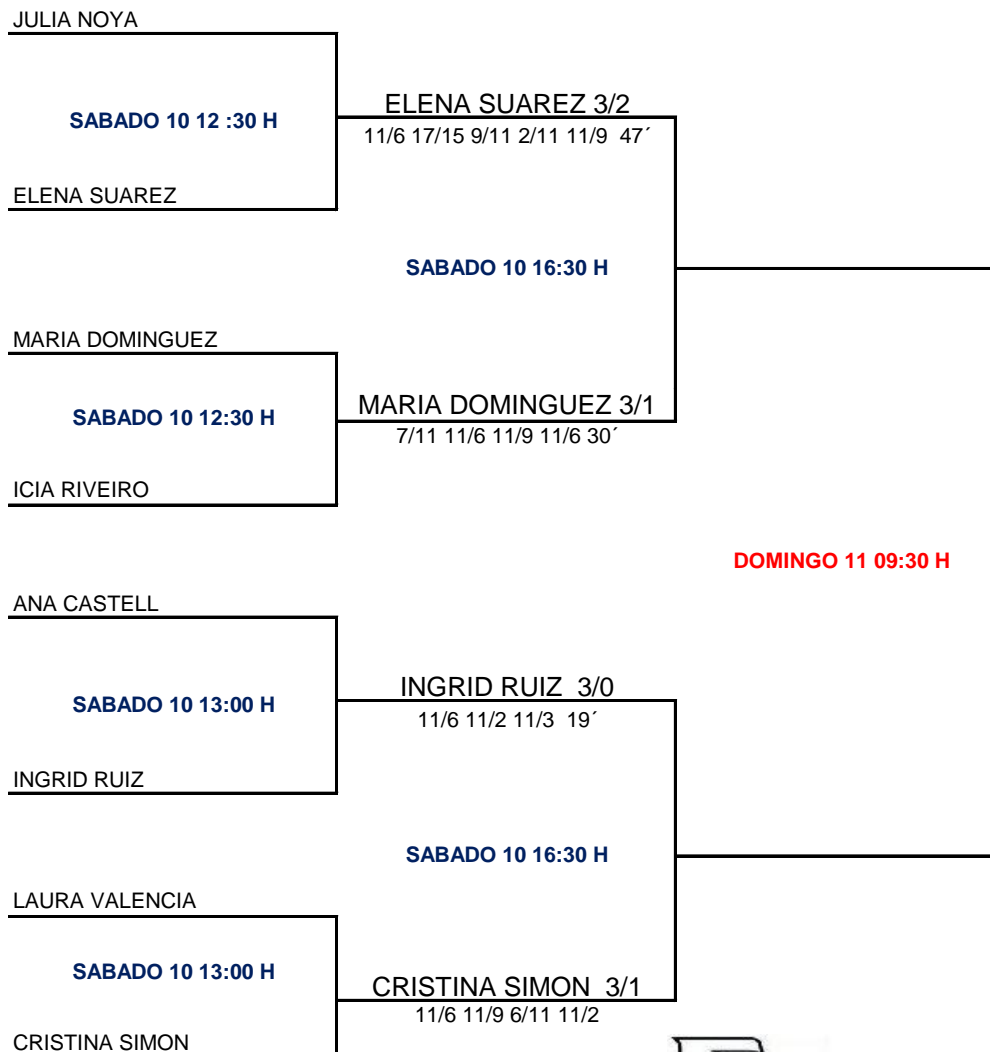 JULIA NOYA
ELENA SUAREZ 3/2
SABADO 10 12 :30 H
11/6 17/15 9/11 2/11 11/9 47´
ELENA SUAREZ
SABADO 10 16:30 H
MARIA DOMINGUEZ
MARIA DOMINGUEZ 3/1
SABADO 10 12:30 H
7/11 11/6 11/9 11/6 30´
ICIA RIVEIRO
DOMINGO 11 09:30 H
ANA CASTELL
INGRID RUIZ 3/0
SABADO 10 13:00 H
11/6 11/2 11/3 19´
INGRID RUIZ
SABADO 10 16:30 H
LAURA VALENCIA
SABADO 10 13:00 H
CRISTINA SIMON 3/1
11/6 11/9 6/11 11/2
CRISTINA SIMON